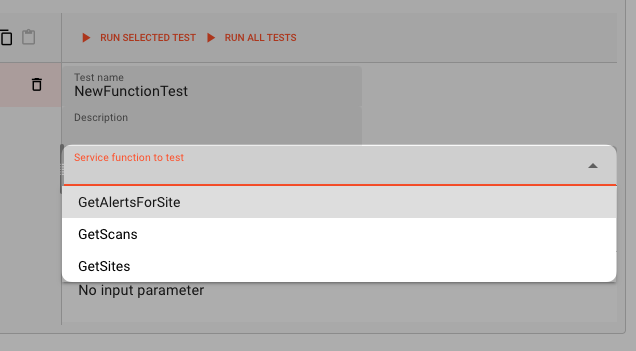 RUN SELECTED TEST RUN ALL TESTS
Test name
NewFunctionTest
Description
Service function to test
GetAlertsForSite
GetScans
GetSites
No input parameter